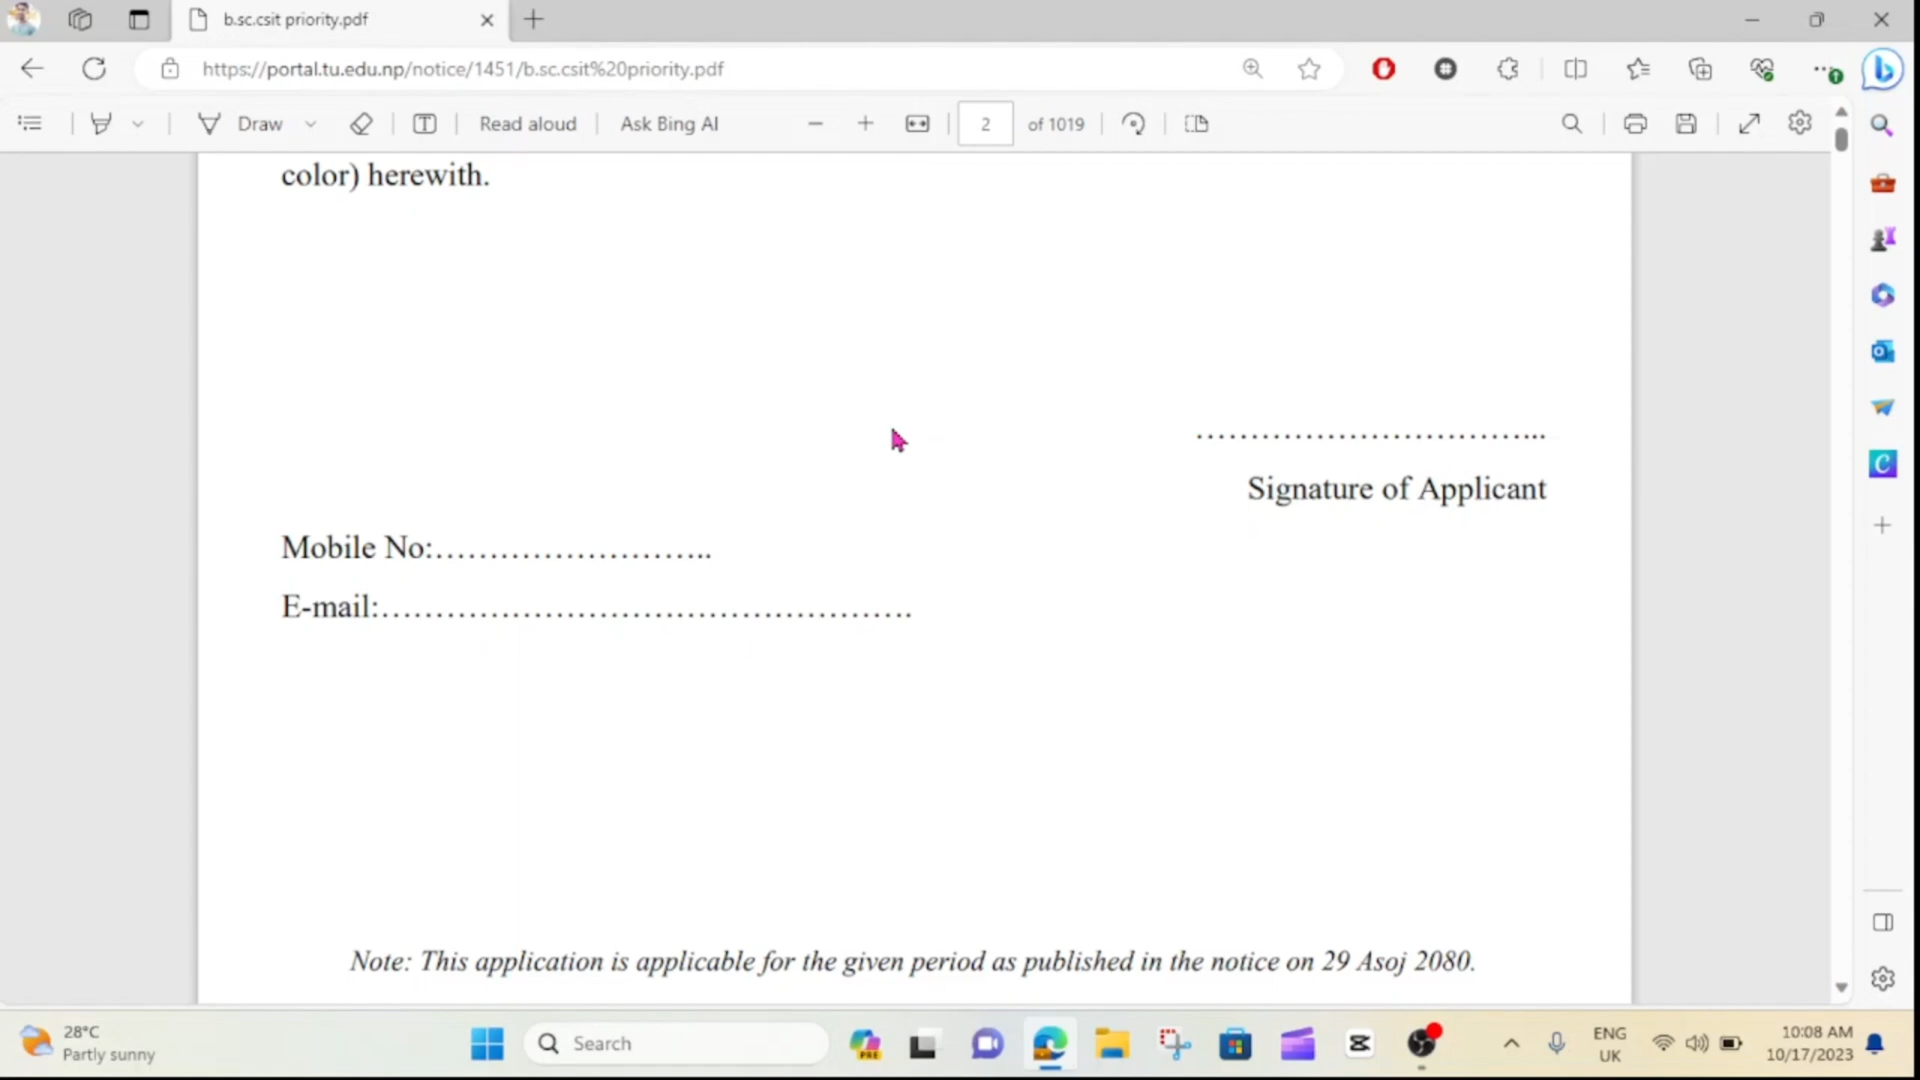 b.sc.csit priority.pdf
https://portal.tu.edu.np/notice/1451/b.sc.csit%20priority.pdf
Draw
Read aloud
Ask Bing AI
2
of 1019
color) herewith.
……………………………...
Signature of Applicant
Mobile No:……………………..
E-mail:………………………………………….
Note: This application is applicable for the given period as published in the notice on 29 Asoj 2080.
28°C
Partly sunny
Search
PRE
ENG
UK
10:08 AM
10/17/2023